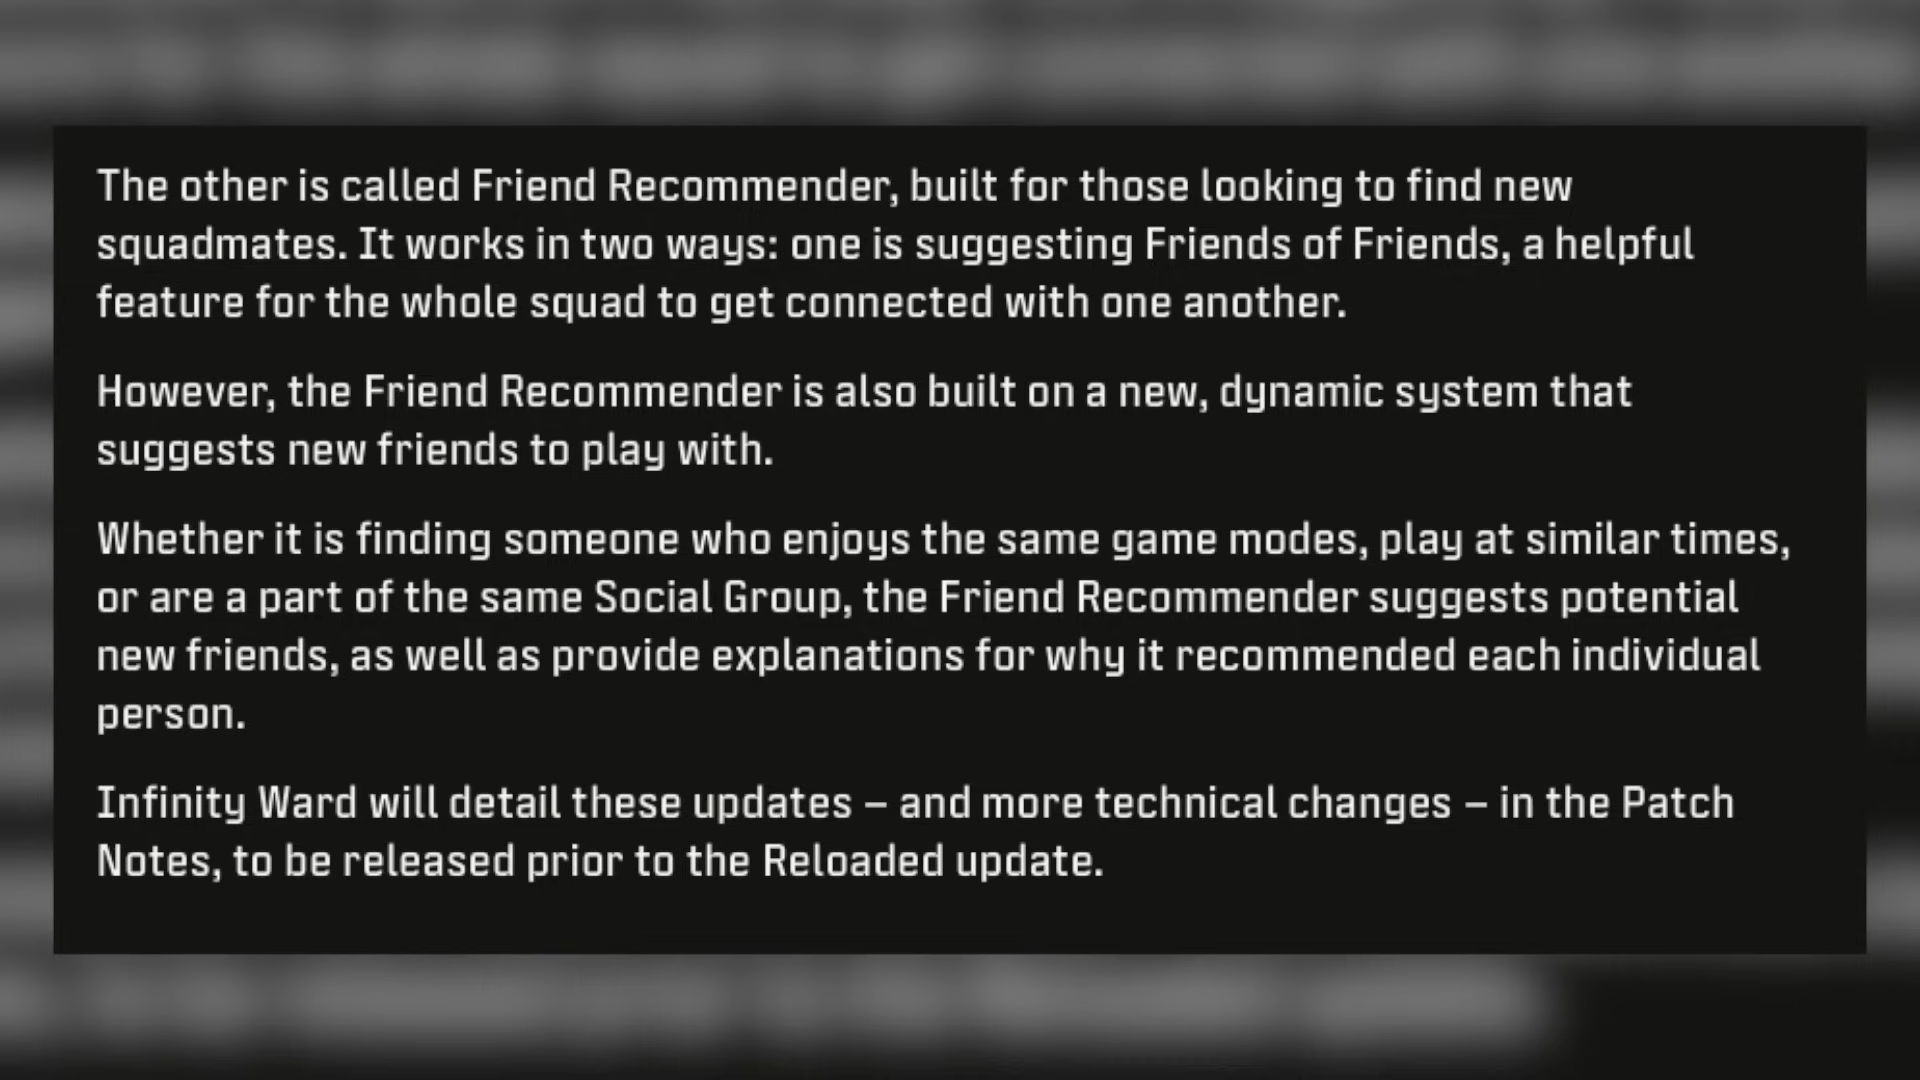 The other is called Friend Recommender, built for those looking to find new
squadmates. It works in two ways: one is suggesting Friends of Friends, a helpful
feature for the whole squad to get connected with one another.
However, the Friend Recommender is also built on a new, dynamic system that
suggests new friends to play with.
Whether it is finding someone who enjoys the same game modes, play at similar times,
or are a part of the same Social Group, the Friend Recommender suggests potential
new friends, as well as provide explanations for why it recommended each individual
person.
Infinity Ward will detail these updates – and more technical changes – in the Patch
Notes, to be released prior to the Reloaded update.